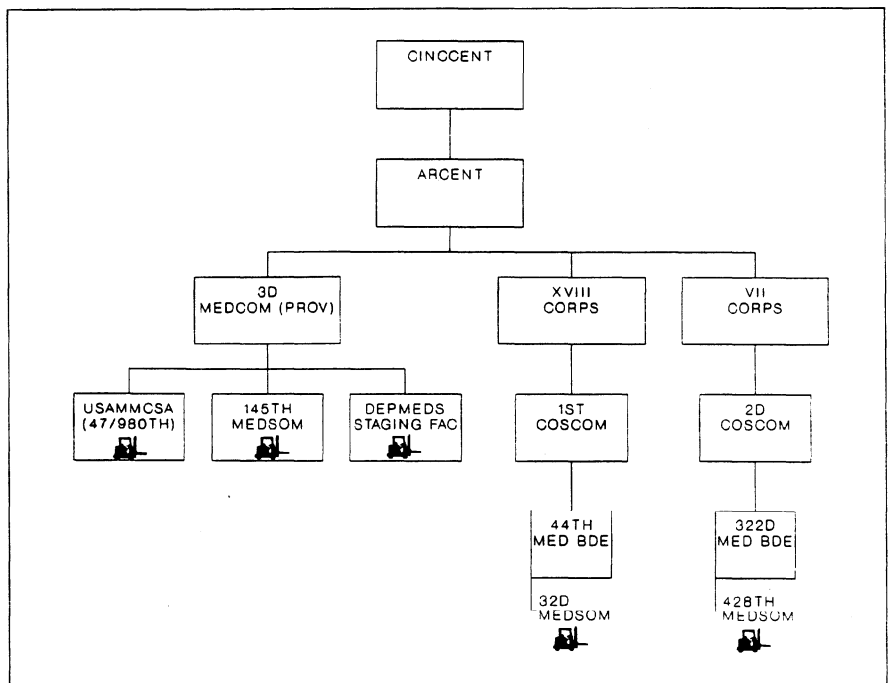 CINCCENT
ARCENT
3D
MEDCOM (PROV)
XVIII
CORPS
VII
CORPS
USAMMCSA
(47/980TH)
145TH
MEDSOM
DEPMEDS
STAGING FAC
1ST
COSCOM
2D
COSCOM
44TH
MED BDE
322D
MED BDE
32D
MEDSOM
428TH
MEDSOM